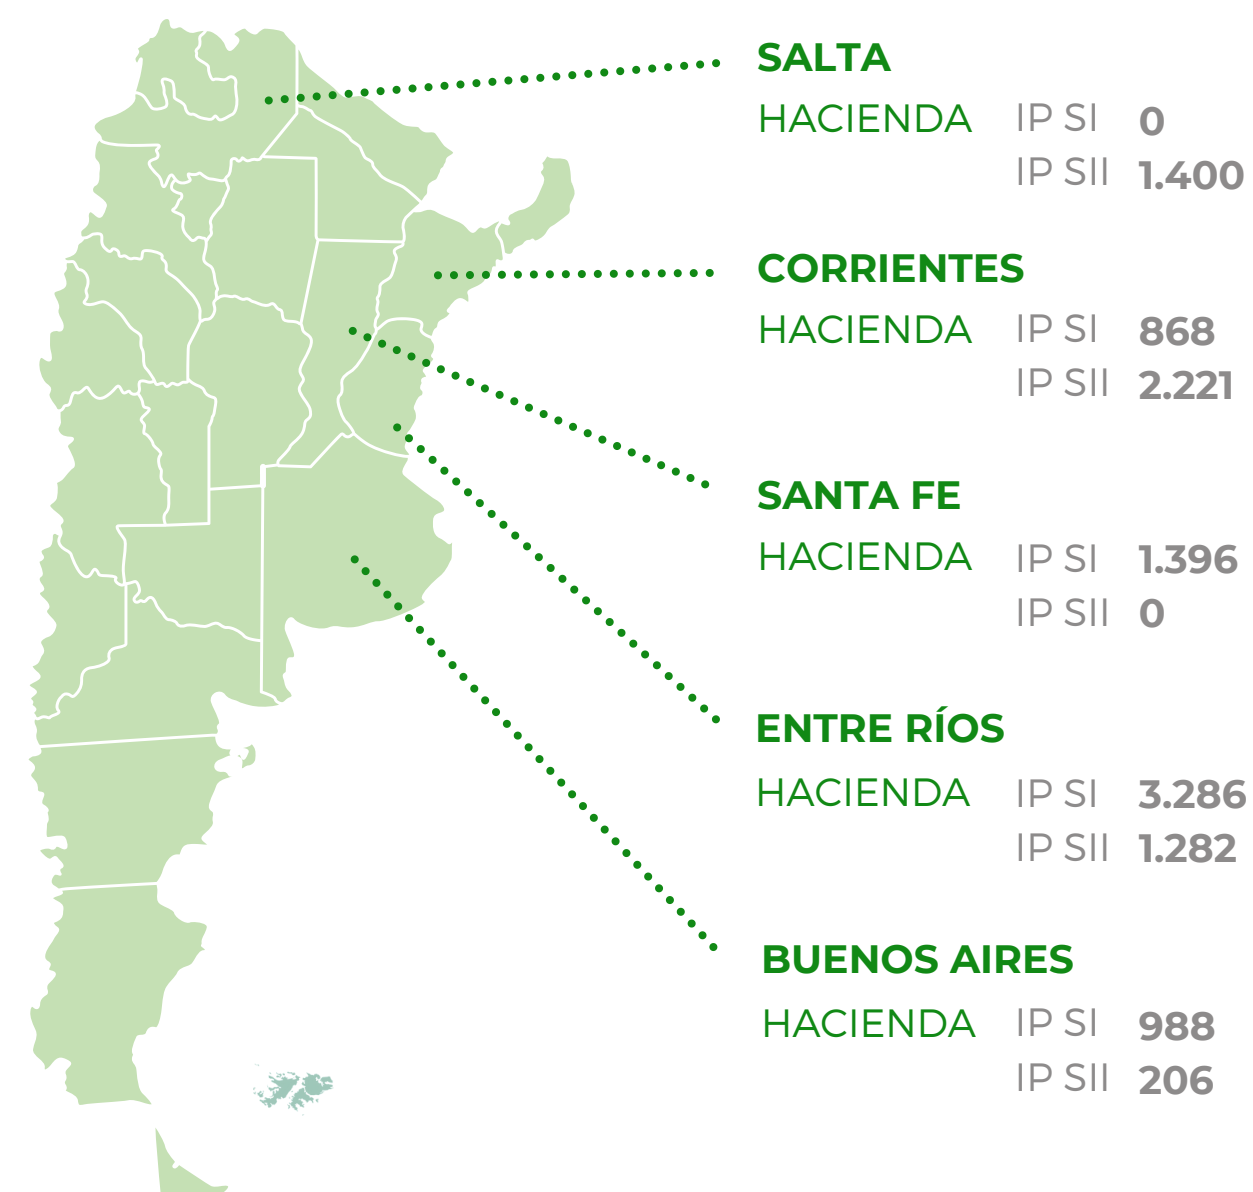 SALTA
HACIENDA IP SI 0
IP SII 1.400
CORRIENTES
HACIENDA IP SI 868
IP SII 2.221
SANTA FE
HACIENDA IP SI 1.396
IP SII 0
ENTRE RÍOS
HACIENDA IP SI 3.286
IP SII 1.282
BUENOS AIRES
HACIENDA IP SI 988
IP SII 206